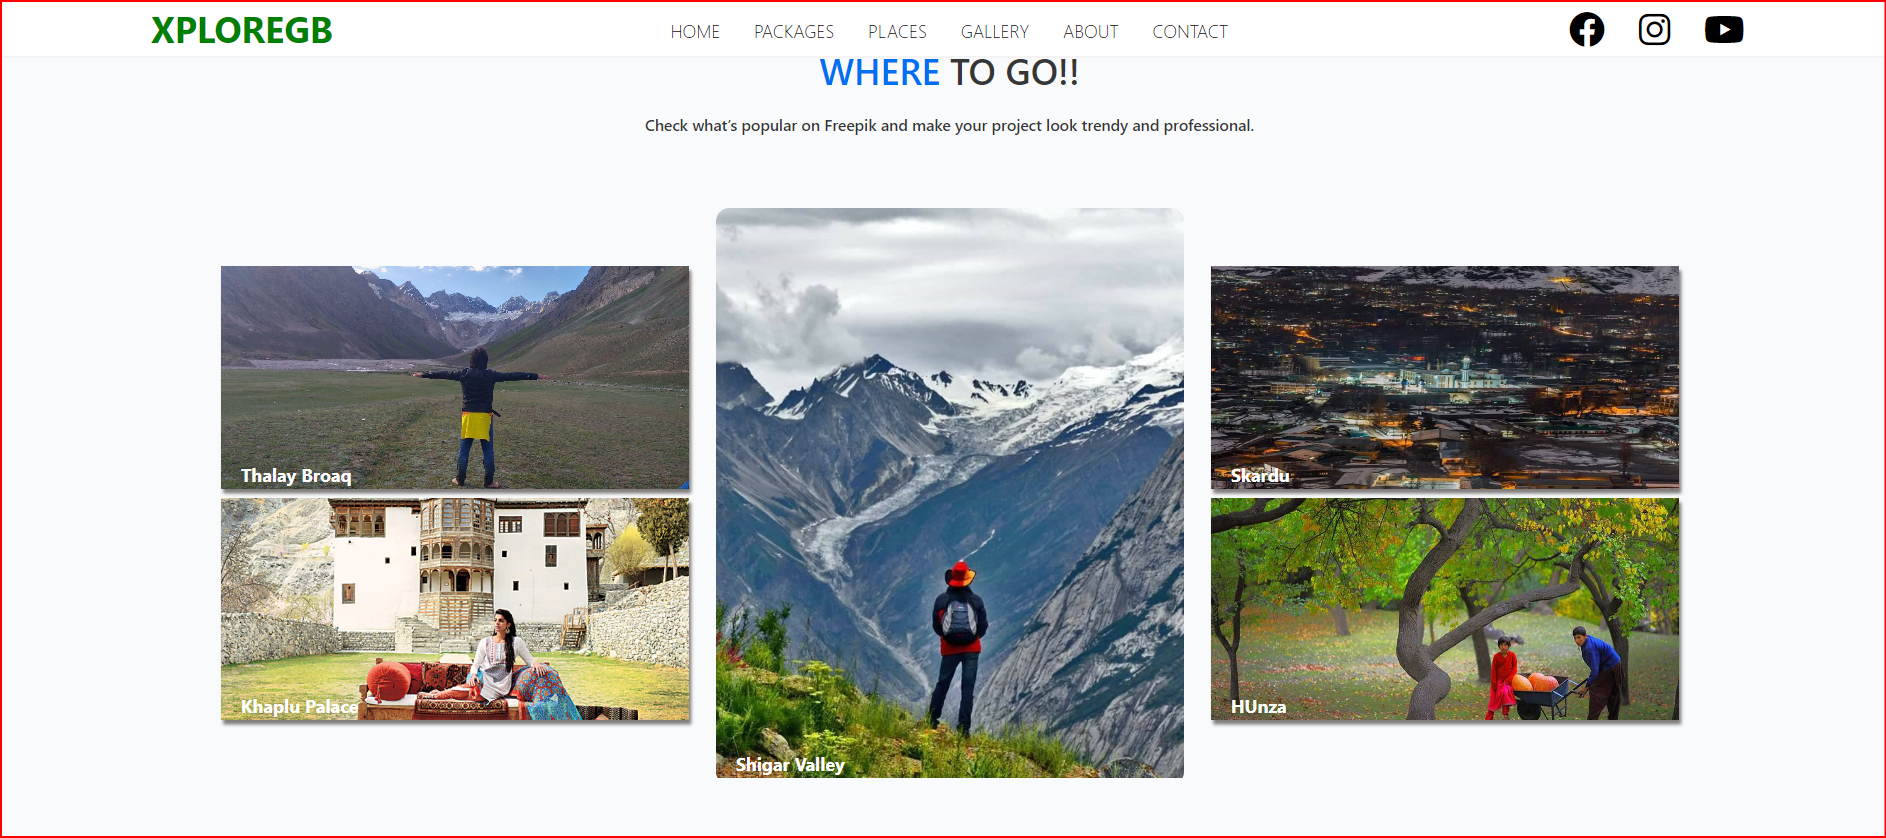 XPLOREGB HOME PACKAGES PLACES GALLERY ABOUT CONTACT
WHERE TO GO!!
Check what's popular on Freepik and make your project look trendy and professional.
Thalay Broaq
Skardu
Khaplu Palace
HUnza
Shigar Valley